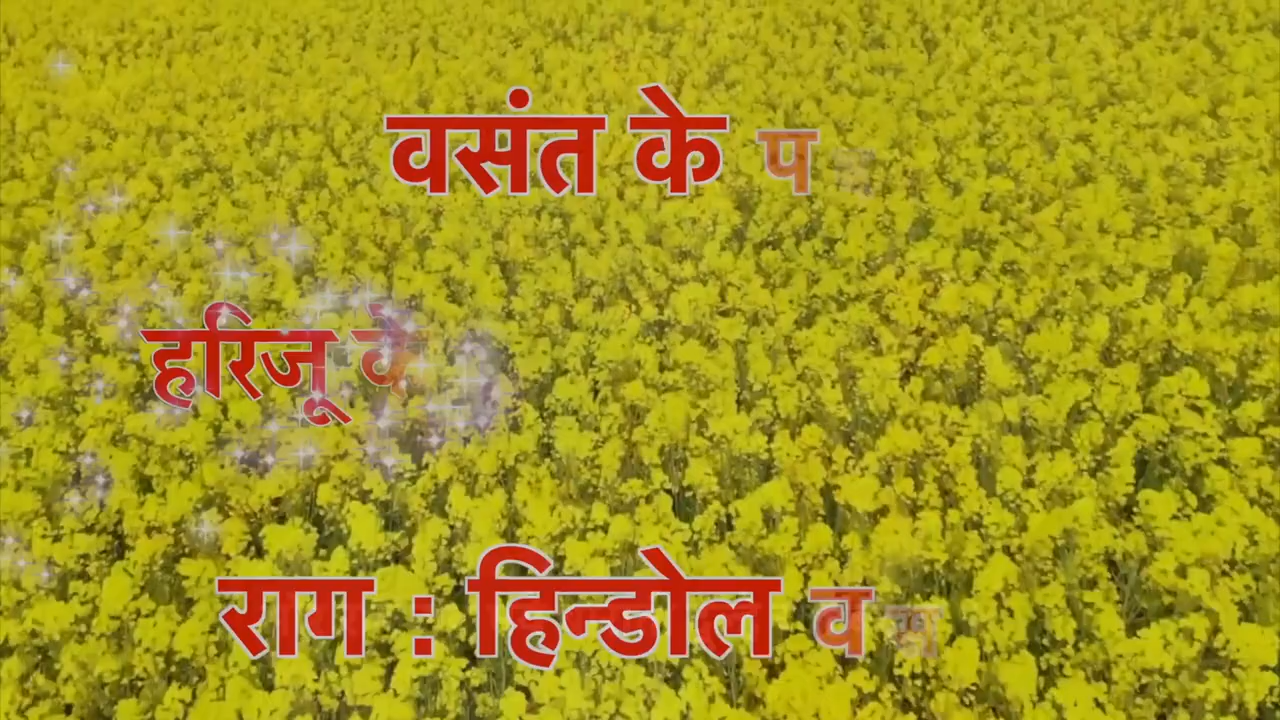 वसंत के प
हरिजू के
राग : हिन्डोल व